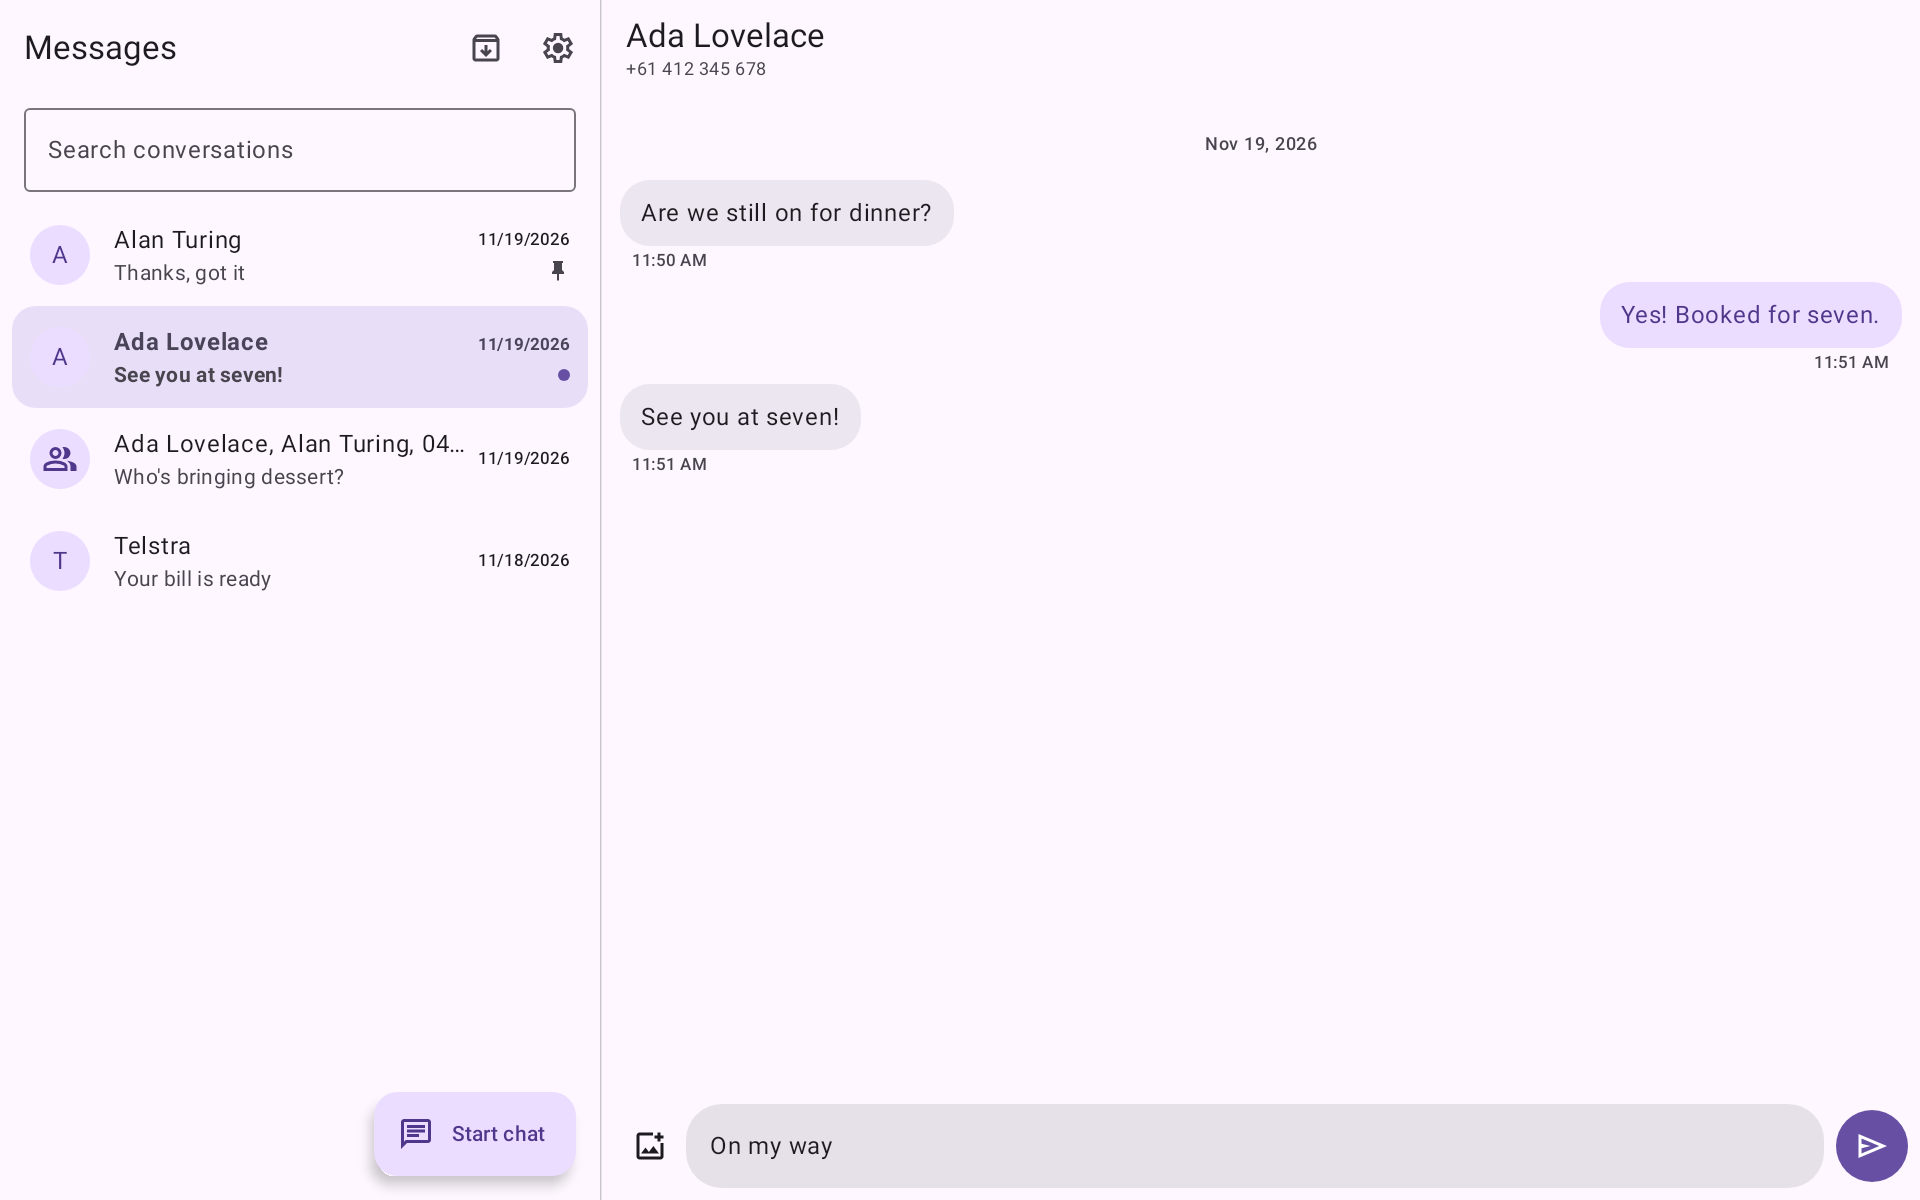 Messages
Search conversations
A
Alan Turing
11/19/2026
Thanks, got it
A
Ada Lovelace
11/19/2026
See you at seven!
Ada Lovelace, Alan Turing, 04...
11/19/2026
Who's bringing dessert?
T
Telstra
11/18/2026
Your bill is ready
Start chat
Ada Lovelace
+61 412 345 678
Nov 19, 2026
Are we still on for dinner?
11:50 AM
Yes! Booked for seven.
11:51 AM
See you at seven!
11:51 AM
On my way